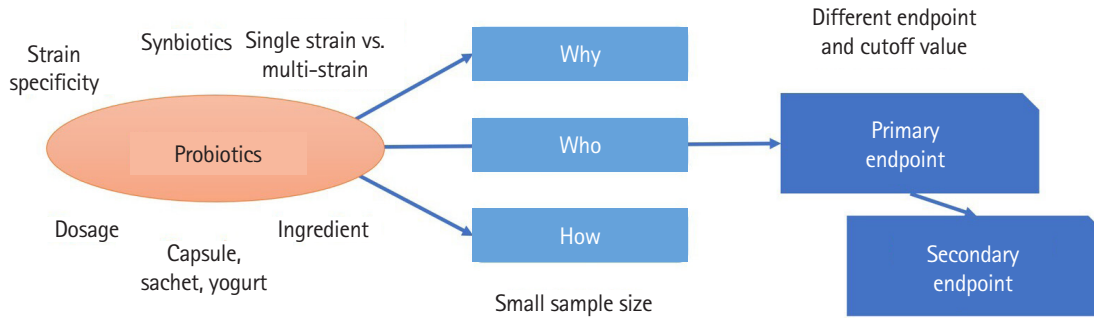 Strain
specificity
Synbiotics
Single strain vs.
multi-strain
Probiotics
Dosage
Capsule,
sachet, yogurt
Ingredient
Why
Who
How
Small sample size
Different endpoint
and cutoff value
Primary
endpoint
Secondary
endpoint